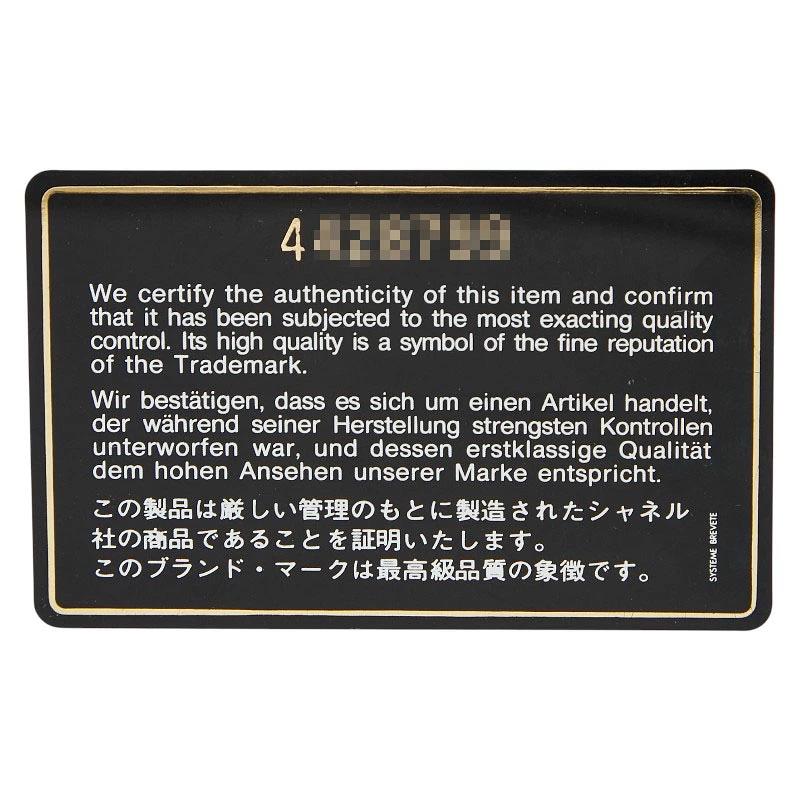 4
We certify the authenticity of this item and confirm
that it has been subjected to the most exacting quality
control. Its high quality is a symbol of the fine reputation
of the Trademark.
Wir bestätigen, dass es sich um einen Artikel handelt,
der während seiner Herstellung strengsten Kontrollen
unterworfen war, und dessen erstklassige Qualität
dem hohen Ansehen unserer Marke entspricht.
この製品は厳しい管理のもとに製造されたシャネル
社の商品であることを証明いたします。
このブランド・マークは最高級品質の象徴です。
SYSTEME BREVETE